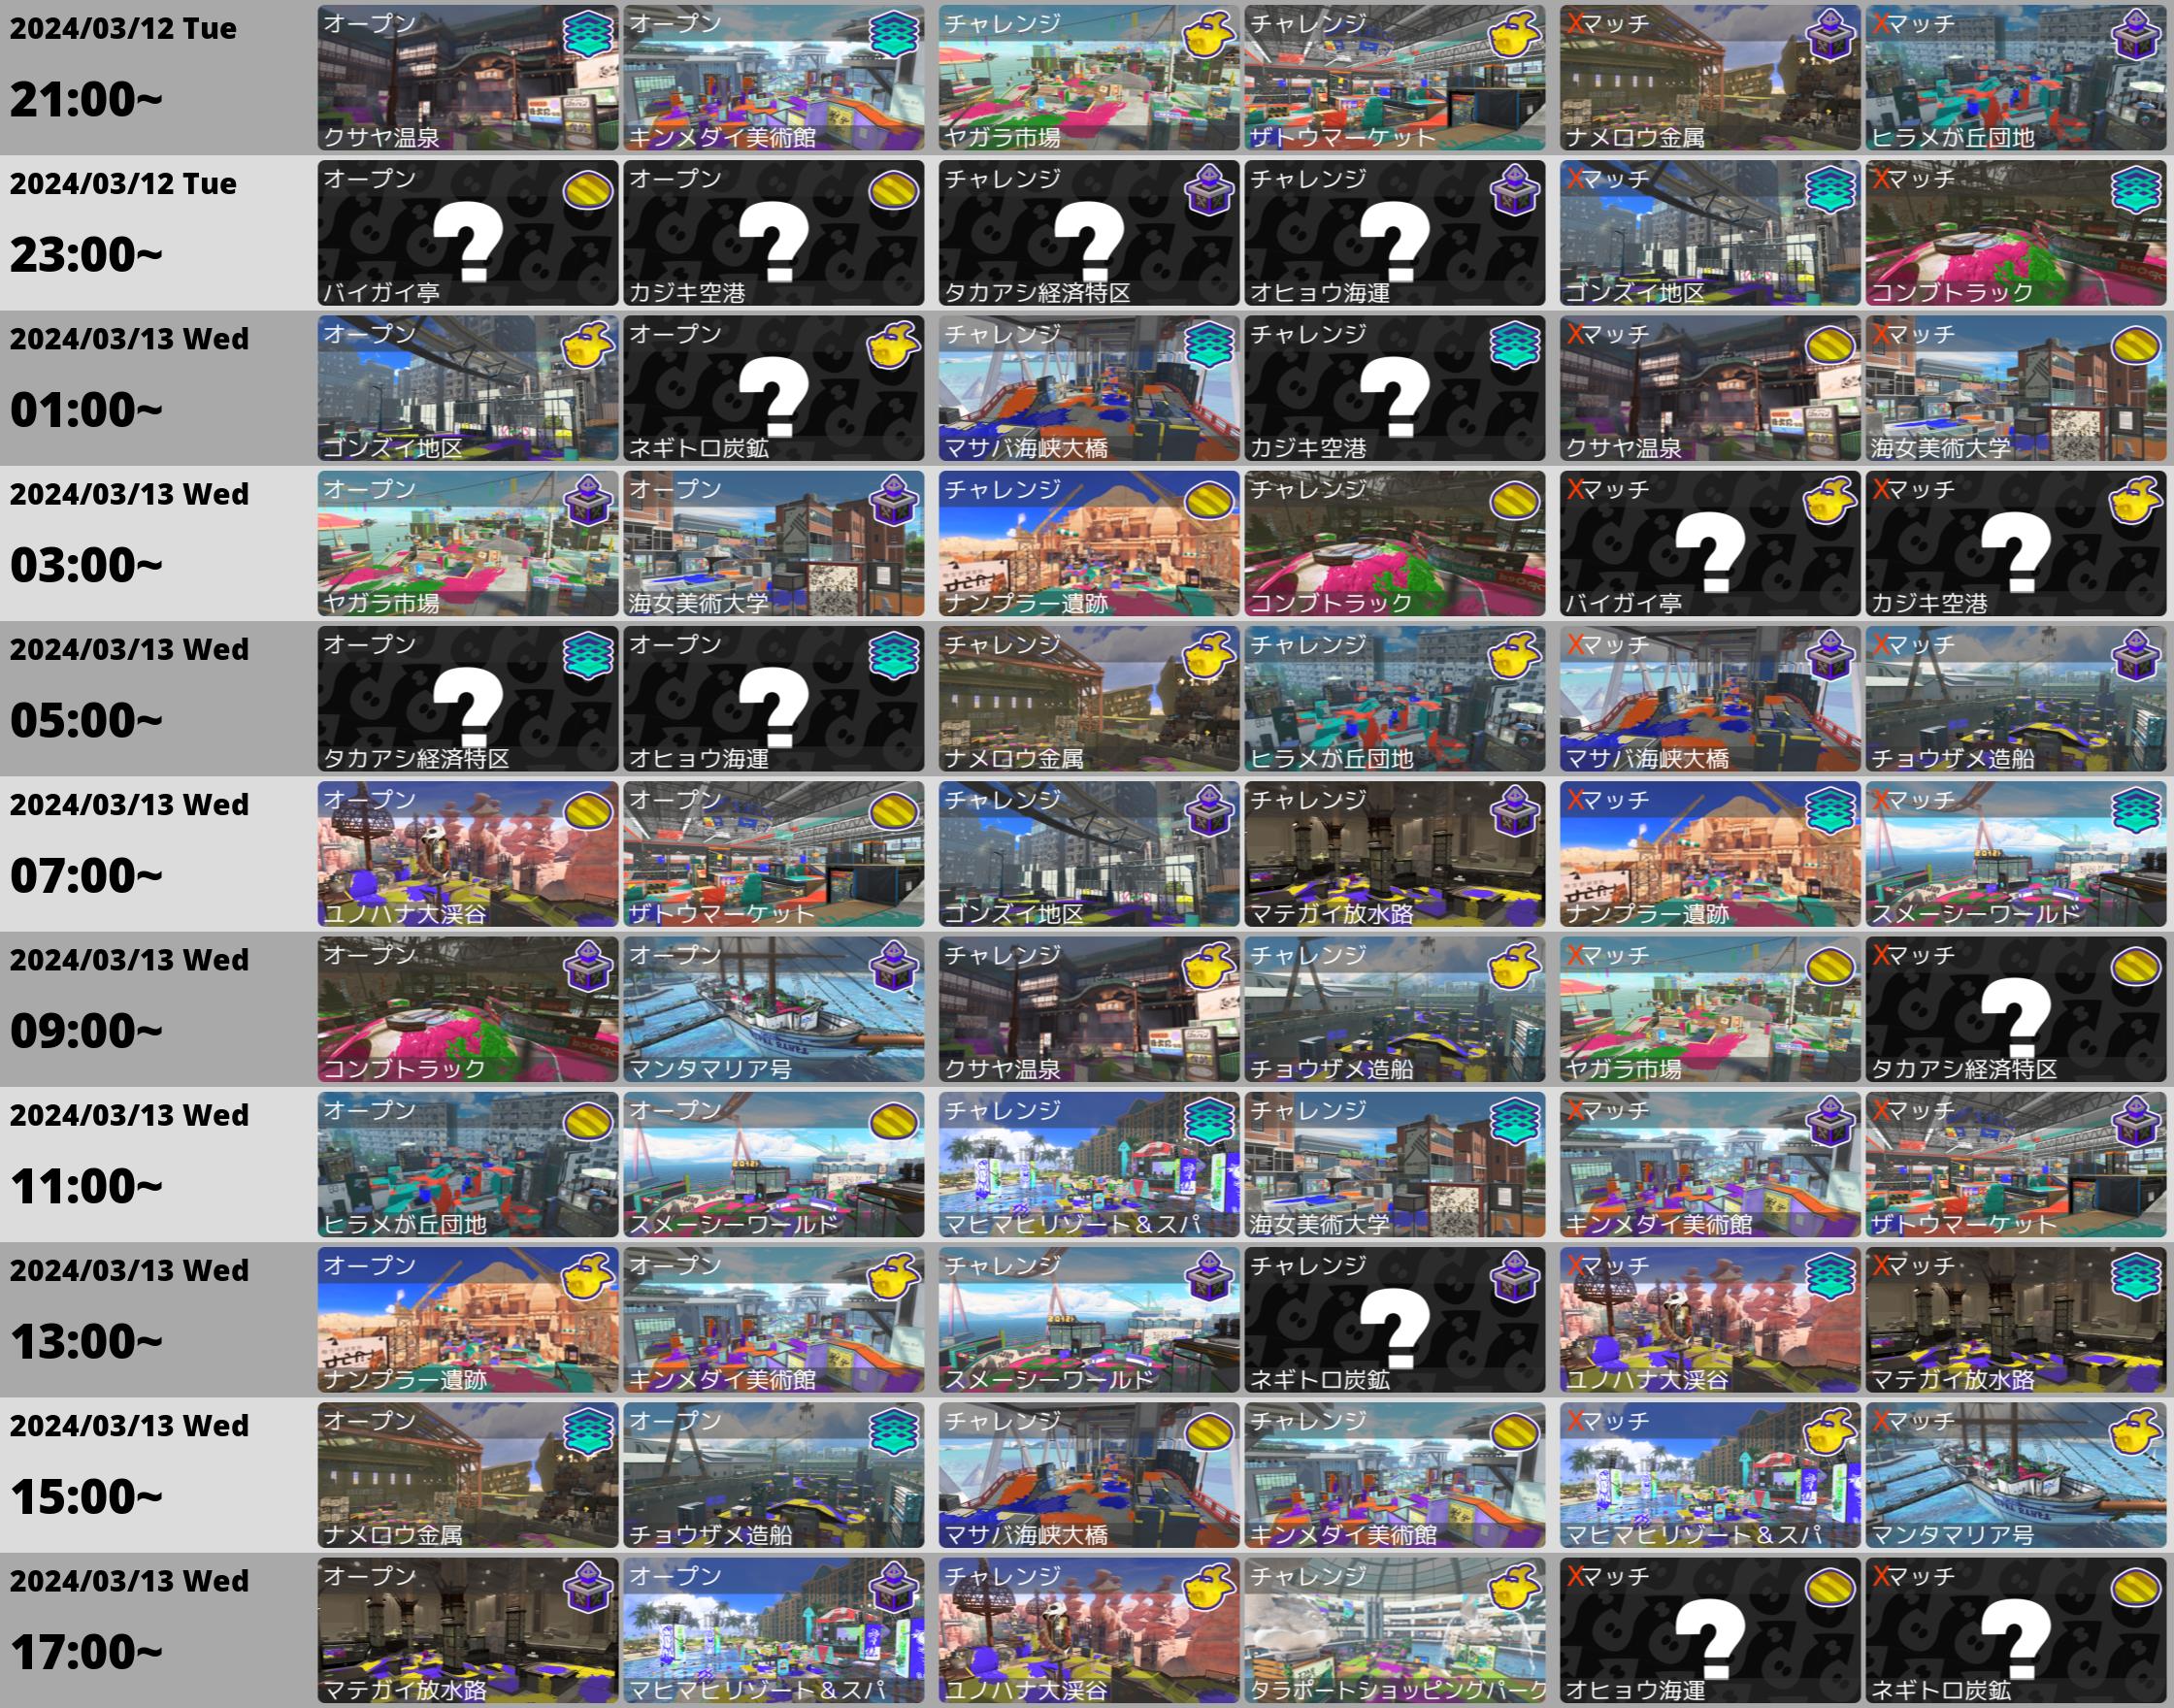 2024/03/12 Tue
21:00~
オープン
クサヤ温泉
オープン
キンメダイ美術館
チャレンジ
ヤガラ市場
チャレンジ
ザトウマーケット
Xマッチ
ナメロウ金属
Xマッチ
ヒラメが丘団地
2024/03/12 Tue
23:00~
オープン
?
バイガイ亭
オープン
?
カジキ空港
チャレンジ
?
タカアシ経済特区
チャレンジ
?
オヒョウ海運
Xマッチ
ゴンズイ地区
Xマッチ
コンブトラック
2024/03/13 Wed
01:00~
オープン
ゴンズイ地区
オープン
?
ネギトロ炭鉱
チャレンジ
マサバ海峡大橋
チャレンジ
?
カジキ空港
Xマッチ
クサヤ温泉
Xマッチ
海女美術大学
2024/03/13 Wed
03:00~
オープン
ヤガラ市場
オープン
海女美術大学
チャレンジ
ナンプラー遺跡
チャレンジ
コンブトラック
Xマッチ
?
バイガイ亭
Xマッチ
?
カジキ空港
2024/03/13 Wed
05:00~
オープン
?
タカアシ経済特区
オープン
?
オヒョウ海運
チャレンジ
ナメロウ金属
チャレンジ
ヒラメが丘団地
Xマッチ
マサバ海峡大橋
Xマッチ
チョウザメ造船
2024/03/13 Wed
07:00~
オープン
ユノハナ大渓谷
オープン
ザトウマーケット
チャレンジ
ゴンズイ地区
チャレンジ
マテガイ放水路
Xマッチ
ナンプラー遺跡
Xマッチ
スメーシーワールド
2024/03/13 Wed
09:00~
オープン
コンブトラック
オープン
マンタマリア号
チャレンジ
クサヤ温泉
チャレンジ
チョウザメ造船
Xマッチ
ヤガラ市場
Xマッチ
?
タカアシ経済特区
2024/03/13 Wed
11:00~
オープン
ヒラメが丘団地
オープン
スメーシーワールド
チャレンジ
マヒマヒリゾート&スパ
チャレンジ
海女美術大学
Xマッチ
キンメダイ美術館
Xマッチ
ザトウマーケット
2024/03/13 Wed
13:00~
オープン
ナンプラー遺跡
オープン
キンメダイ美術館
チャレンジ
スメーシーワールド
チャレンジ
?
ネギトロ炭鉱
Xマッチ
ユノハナ大渓谷
Xマッチ
マテガイ放水路
2024/03/13 Wed
15:00~
オープン
ナメロウ金属
オープン
チョウザメ造船
チャレンジ
マサバ海峡大橋
チャレンジ
キンメダイ美術館
Xマッチ
マヒマヒリゾート&スパ
Xマッチ
マンタマリア号
2024/03/13 Wed
17:00~
オープン
マテガイ放水路
オープン
マヒマヒリゾート&スパ
チャレンジ
ユノハナ大渓谷
チャレンジ
タラポートショッピングパーク
Xマッチ
?
オヒョウ海運
Xマッチ
?
ネギトロ炭鉱